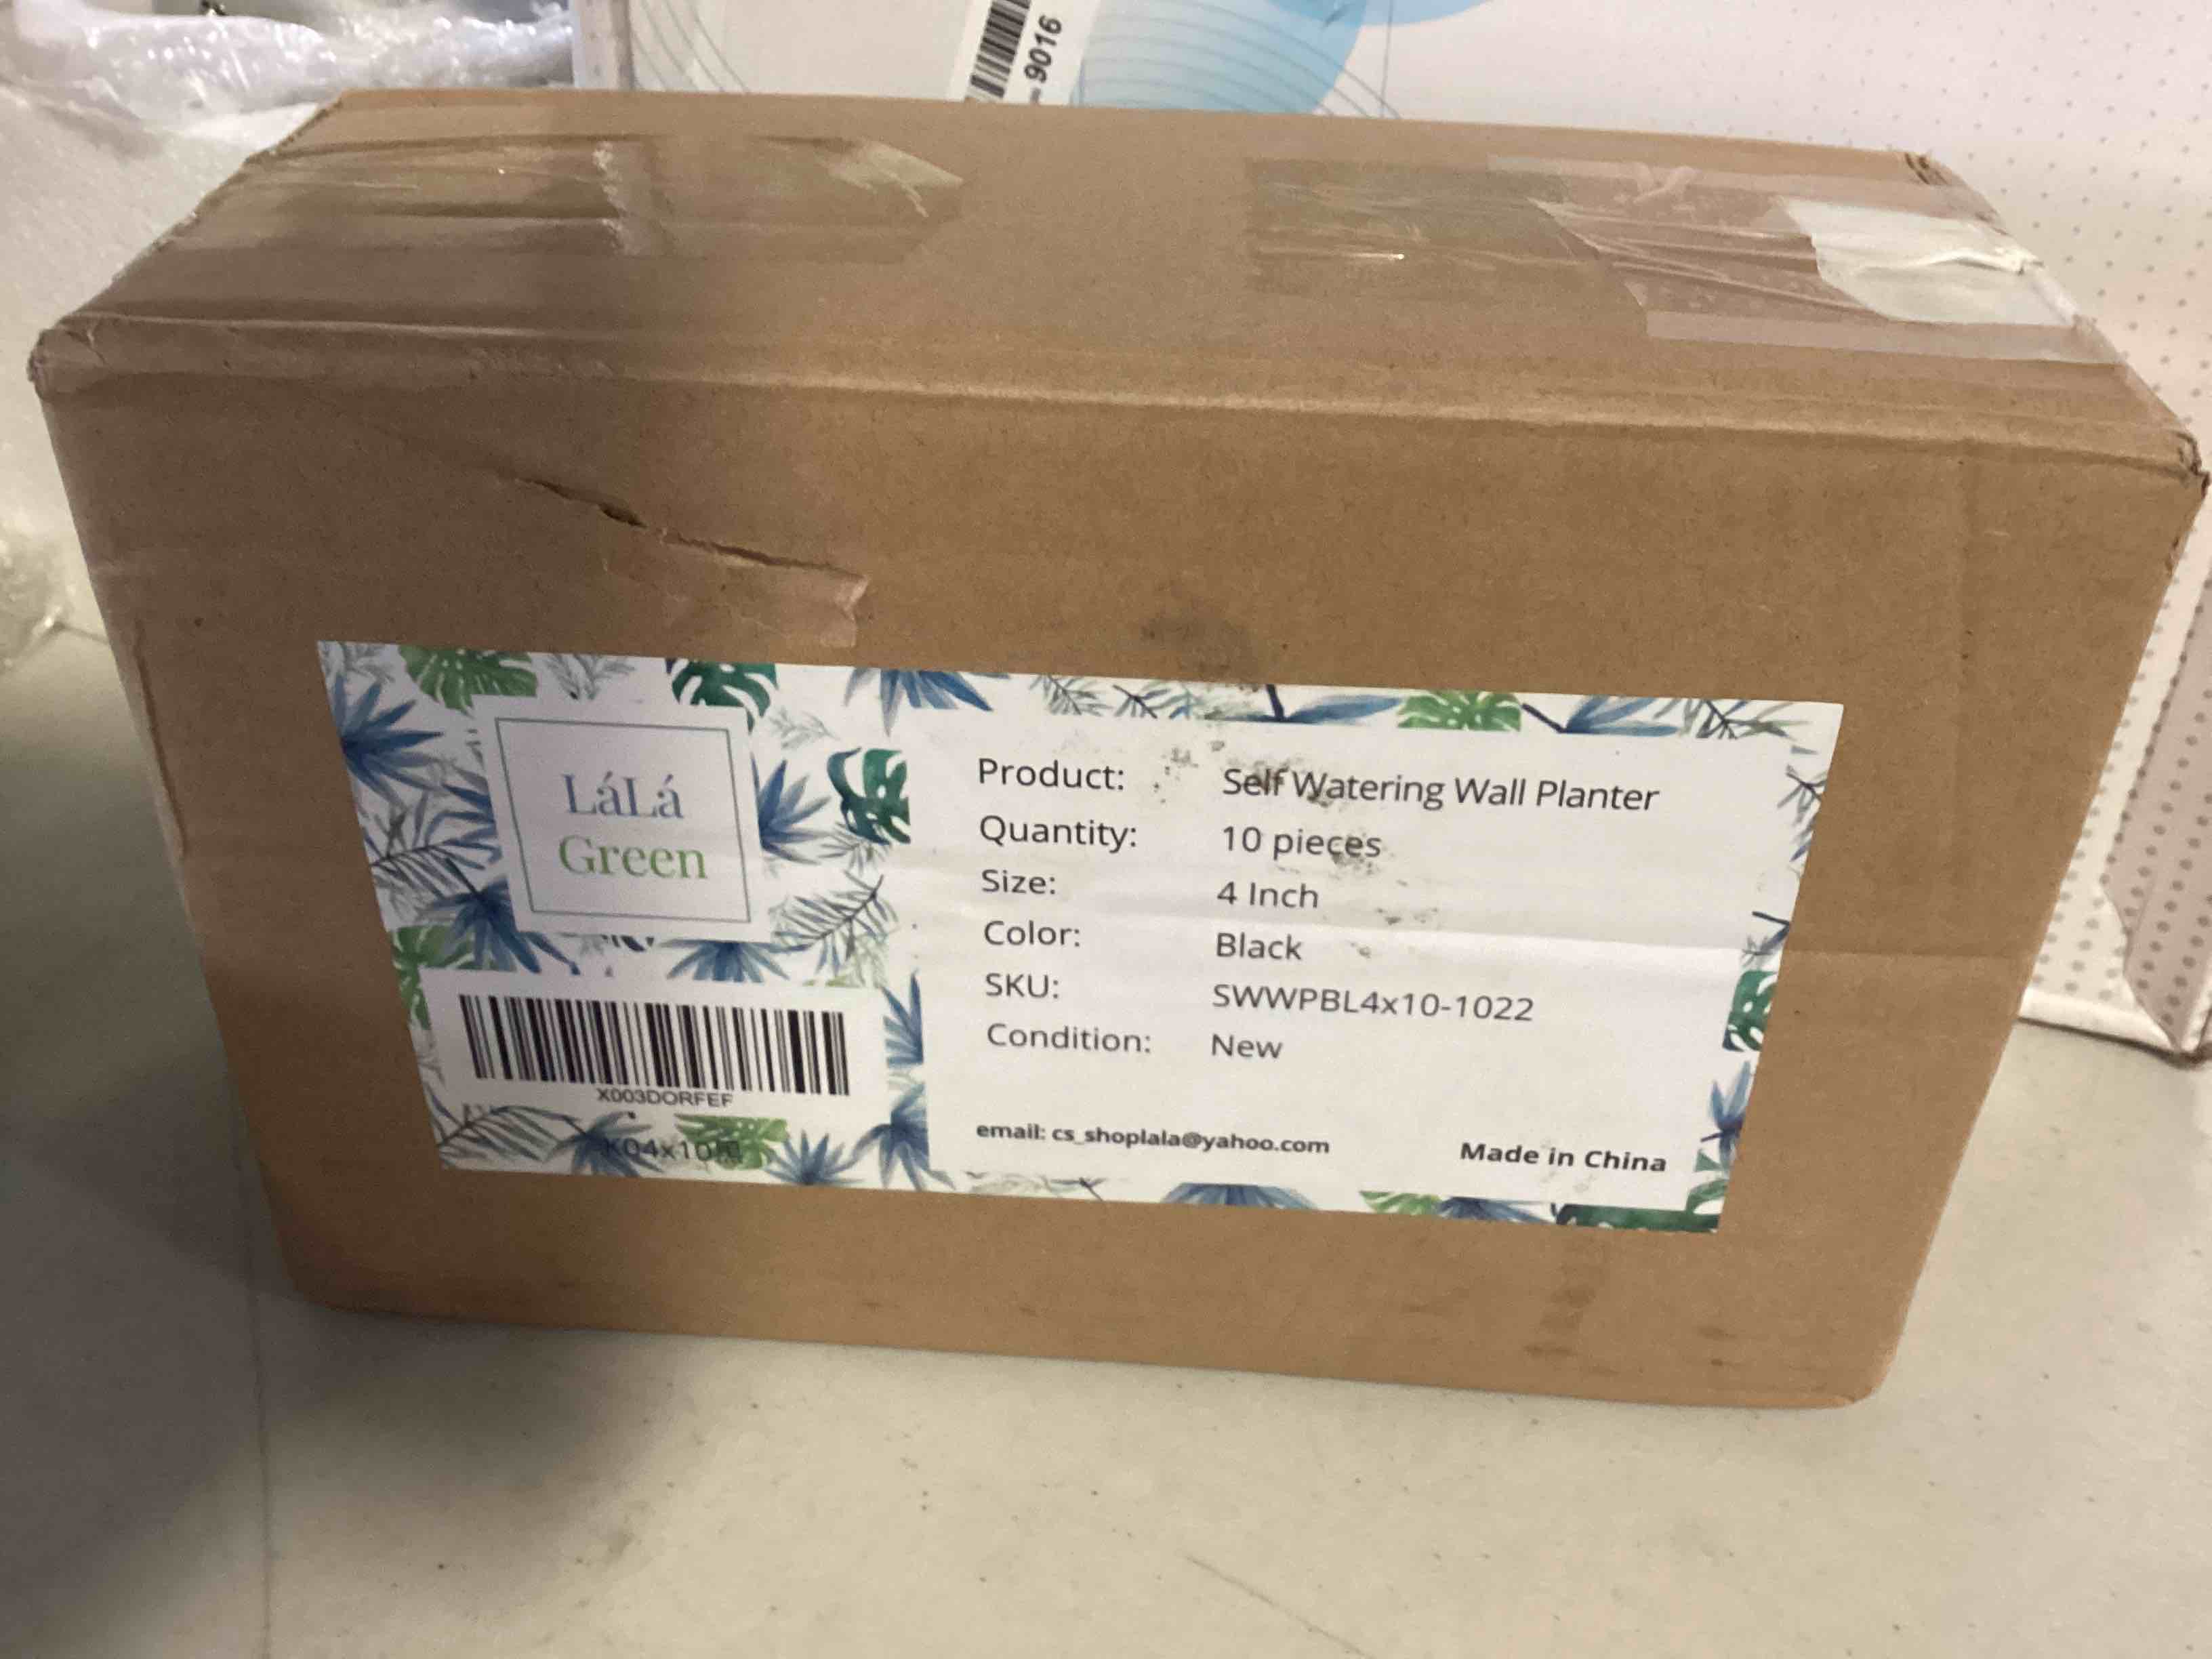 9016
LáLá
Green
Product: Self Watering Wall Planter
Quantity: 10 pieces
Size: 4 Inch
Color: Black
SKU: SWWPBL4x10-1022
Condition: New
X003DORFEF
email: cs_shoplala@yahoo.com
Made in China